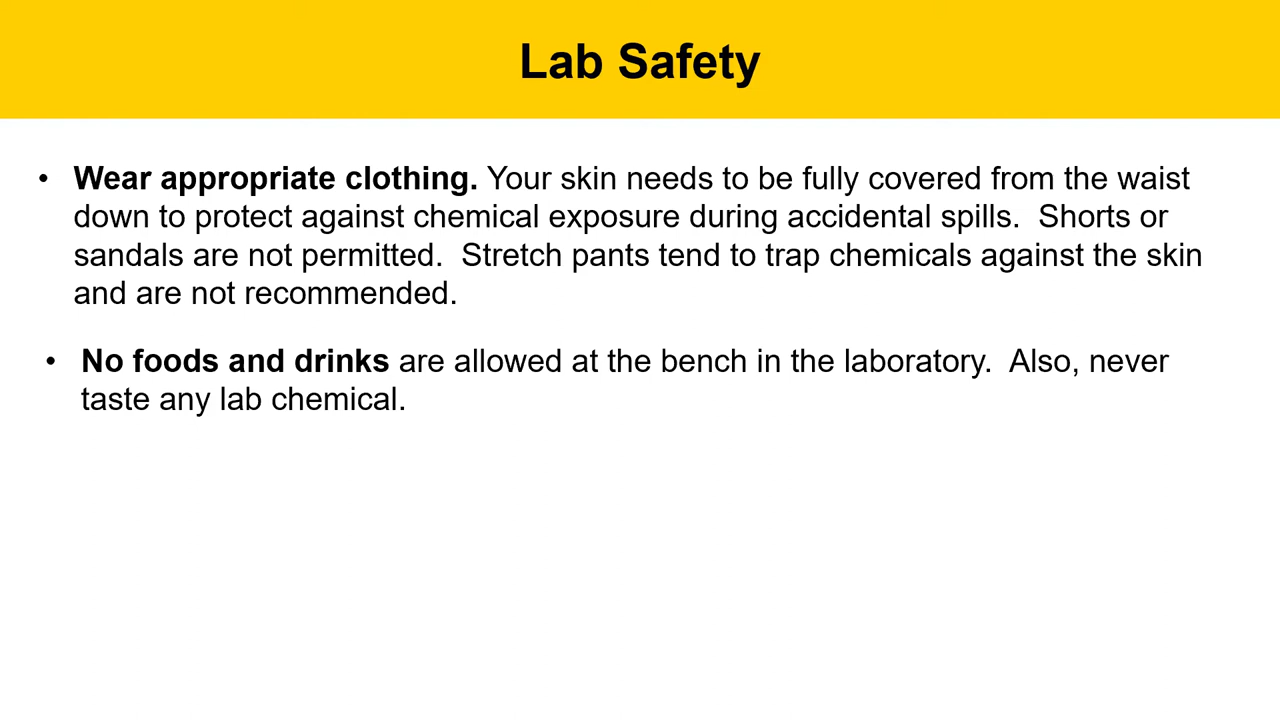 Lab Safety
• Wear appropriate clothing. Your skin needs to be fully covered from the waist
down to protect against chemical exposure during accidental spills.  Shorts or
sandals are not permitted.  Stretch pants tend to trap chemicals against the skin
and are not recommended.
• No foods and drinks are allowed at the bench in the laboratory.  Also, never
taste any lab chemical.